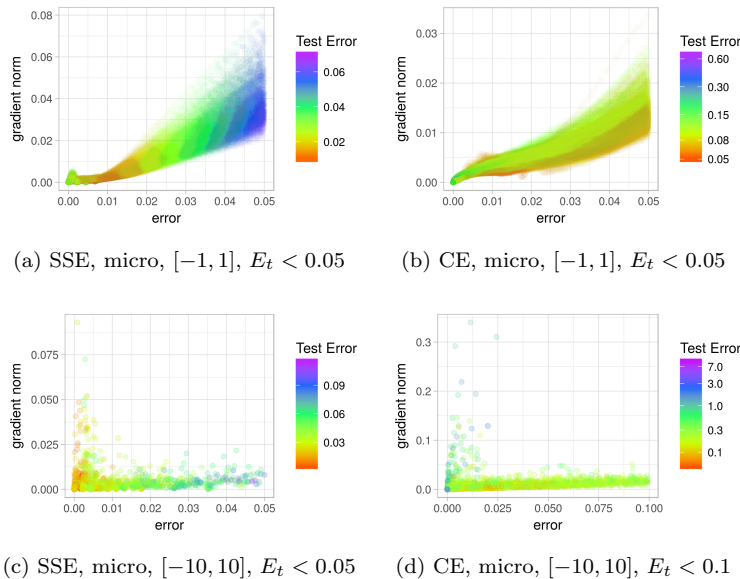 0.08
0.06
0.04
0.02
0.00
gradient norm
0.00 0.01 0.02 0.03 0.04 0.05
error
Test Error
0.06
0.04
0.02
(a) SSE, micro, [−1, 1], E_t < 0.05
0.03
0.02
0.01
0.00
gradient norm
0.00 0.01 0.02 0.03 0.04 0.05
error
Test Error
0.60
0.30
0.15
0.08
0.05
(b) CE, micro, [−1, 1], E_t < 0.05
0.075
0.050
0.025
0.000
gradient norm
0.00 0.01 0.02 0.03 0.04 0.05
error
Test Error
0.09
0.06
0.03
(c) SSE, micro, [−10, 10], E_t < 0.05
0.3
0.2
0.1
0.0
gradient norm
0.000 0.025 0.050 0.075 0.100
error
Test Error
7.0
3.0
1.0
0.3
0.1
(d) CE, micro, [−10, 10], E_t < 0.1